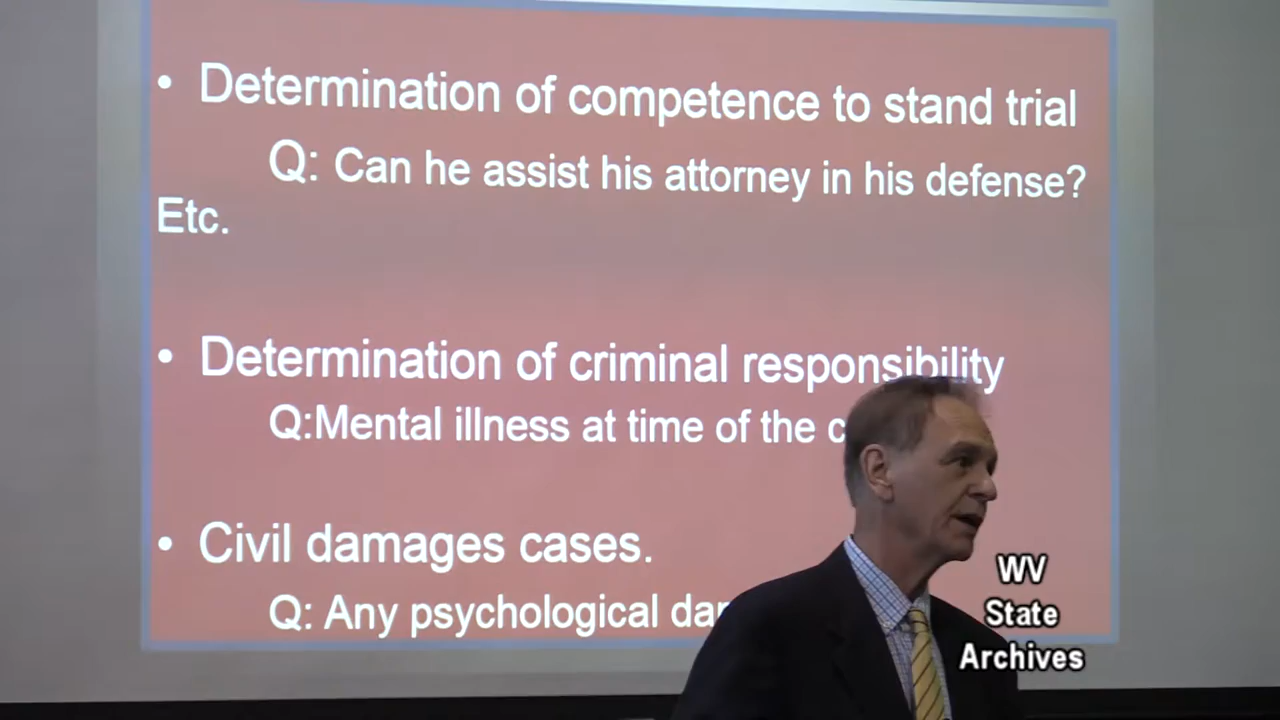 • Determination of competence to stand trial
Q: Can he assist his attorney in his defense?
Etc.
• Determination of criminal responsibility
Q:Mental illness at time of the
• Civil damages cases.
Q: Any psychological
WV
State
Archives